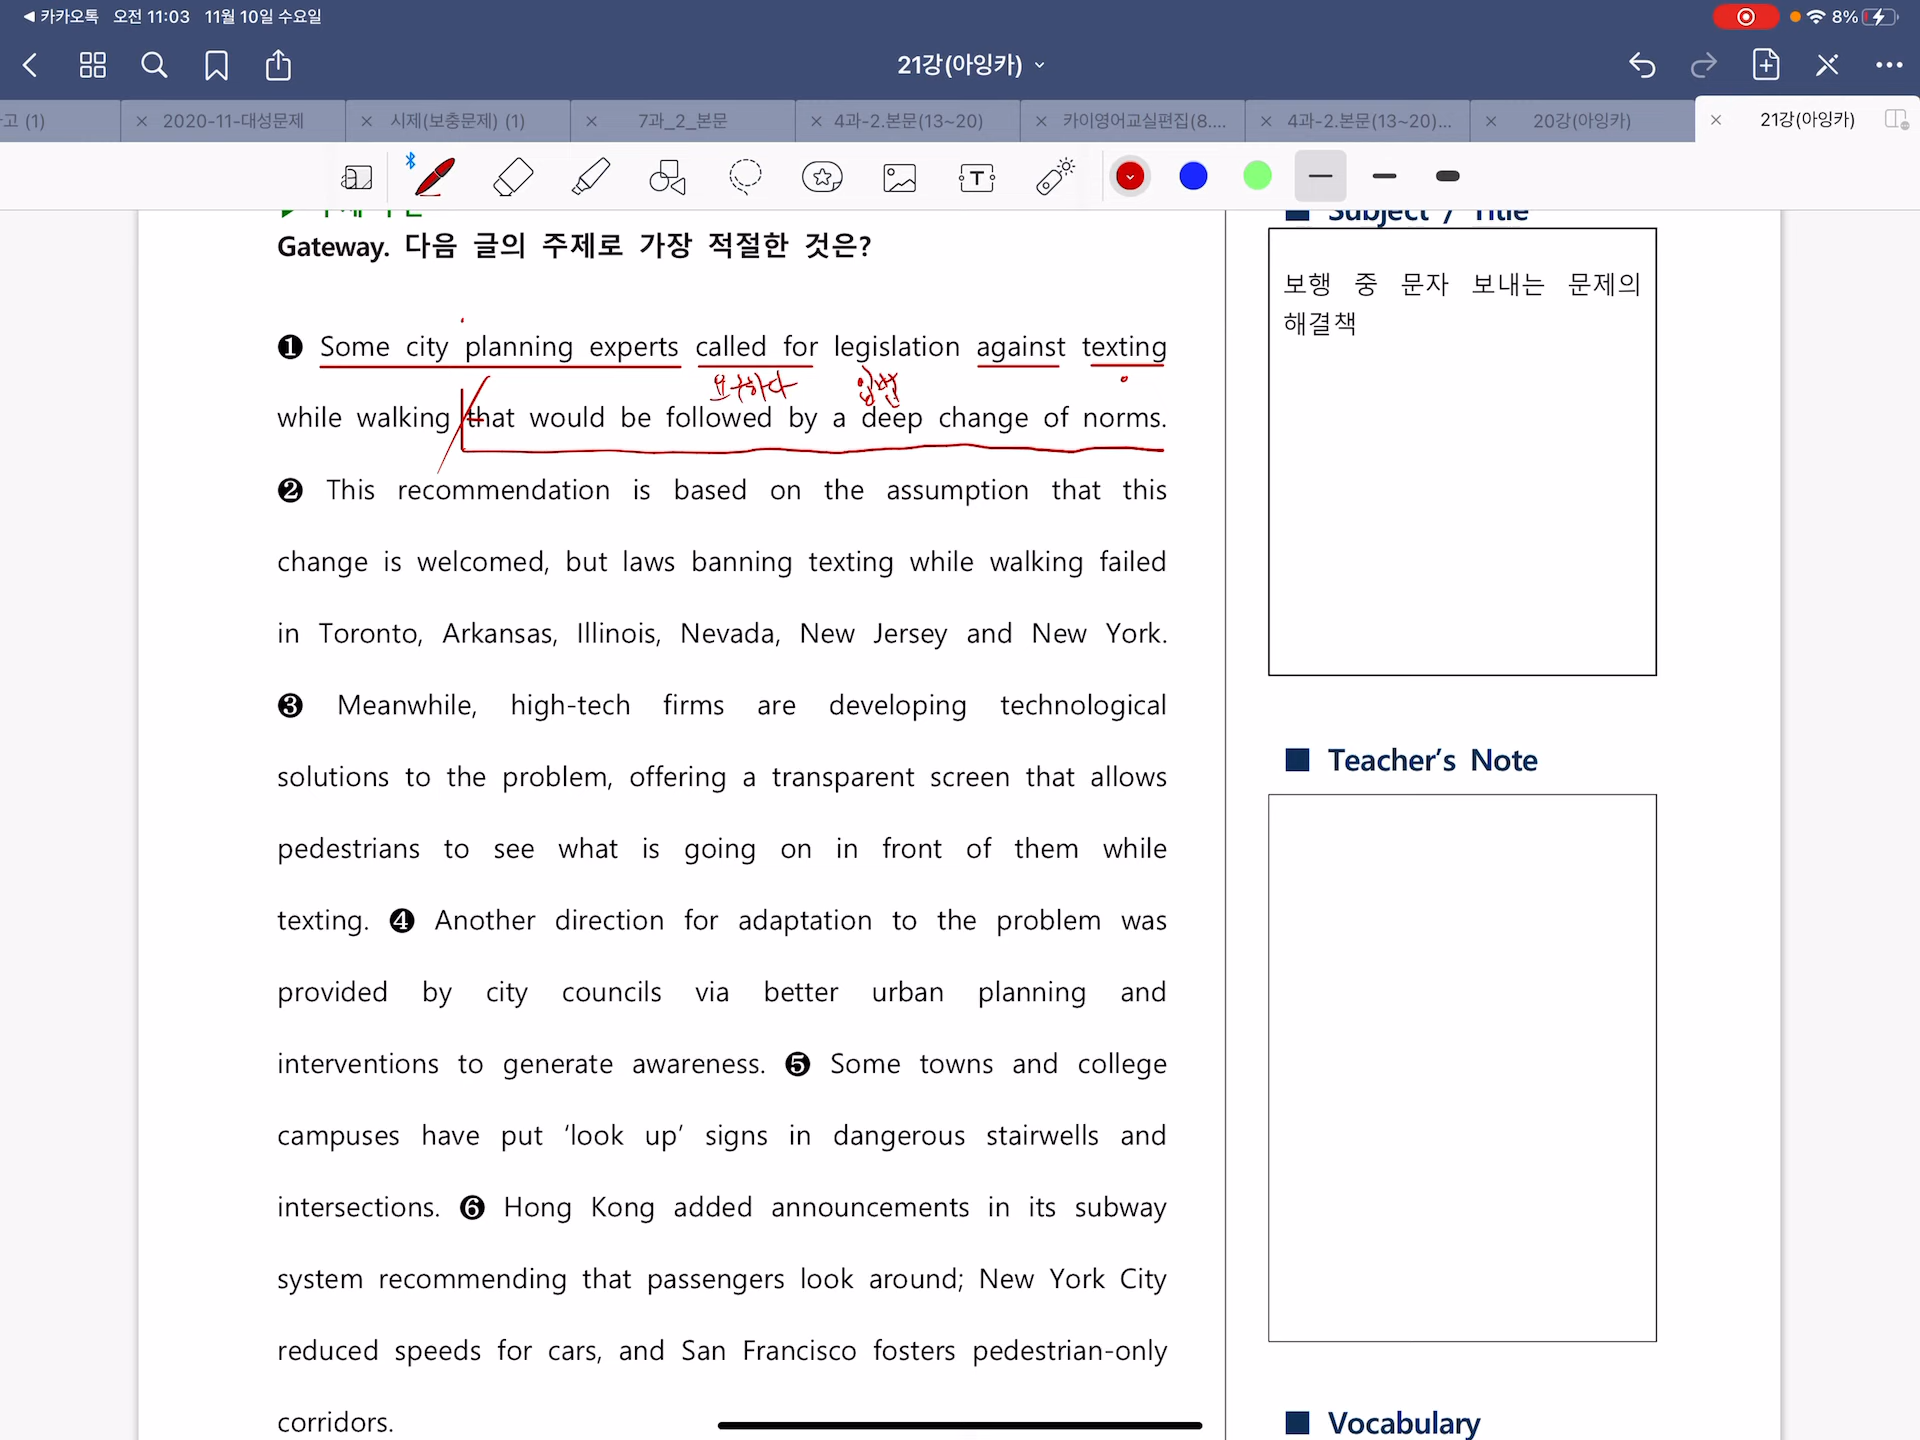 ◀ 카카오톡 오전 11:03 11월 10일 수요일 8%
21강(아잉카)
고 (1) × 2020-11-대성문제 × 시제(보충문제) (1) × 7과_2_본문 × 4과-2.본문(13~20) × 카이영어교실편집(8.... × 4과-2.본문(13~20)... × 20강(아잉카) × 21강(아잉카)
Gateway. 다음 글의 주제로 가장 적절한 것은?
❶ Some city planning experts called for legislation against texting
요구하다 입법
while walking that would be followed by a deep change of norms.
❷ This recommendation is based on the assumption that this
change is welcomed, but laws banning texting while walking failed
in Toronto, Arkansas, Illinois, Nevada, New Jersey and New York.
❸ Meanwhile, high-tech firms are developing technological
solutions to the problem, offering a transparent screen that allows
pedestrians to see what is going on in front of them while
texting. ❹ Another direction for adaptation to the problem was
provided by city councils via better urban planning and
interventions to generate awareness. ❺ Some towns and college
campuses have put ‘look up’ signs in dangerous stairwells and
intersections. ❻ Hong Kong added announcements in its subway
system recommending that passengers look around; New York City
reduced speeds for cars, and San Francisco fosters pedestrian-only
corridors.
■ Subject / Title
보행 중 문자 보내는 문제의
해결책
■ Teacher’s Note
■ Vocabulary